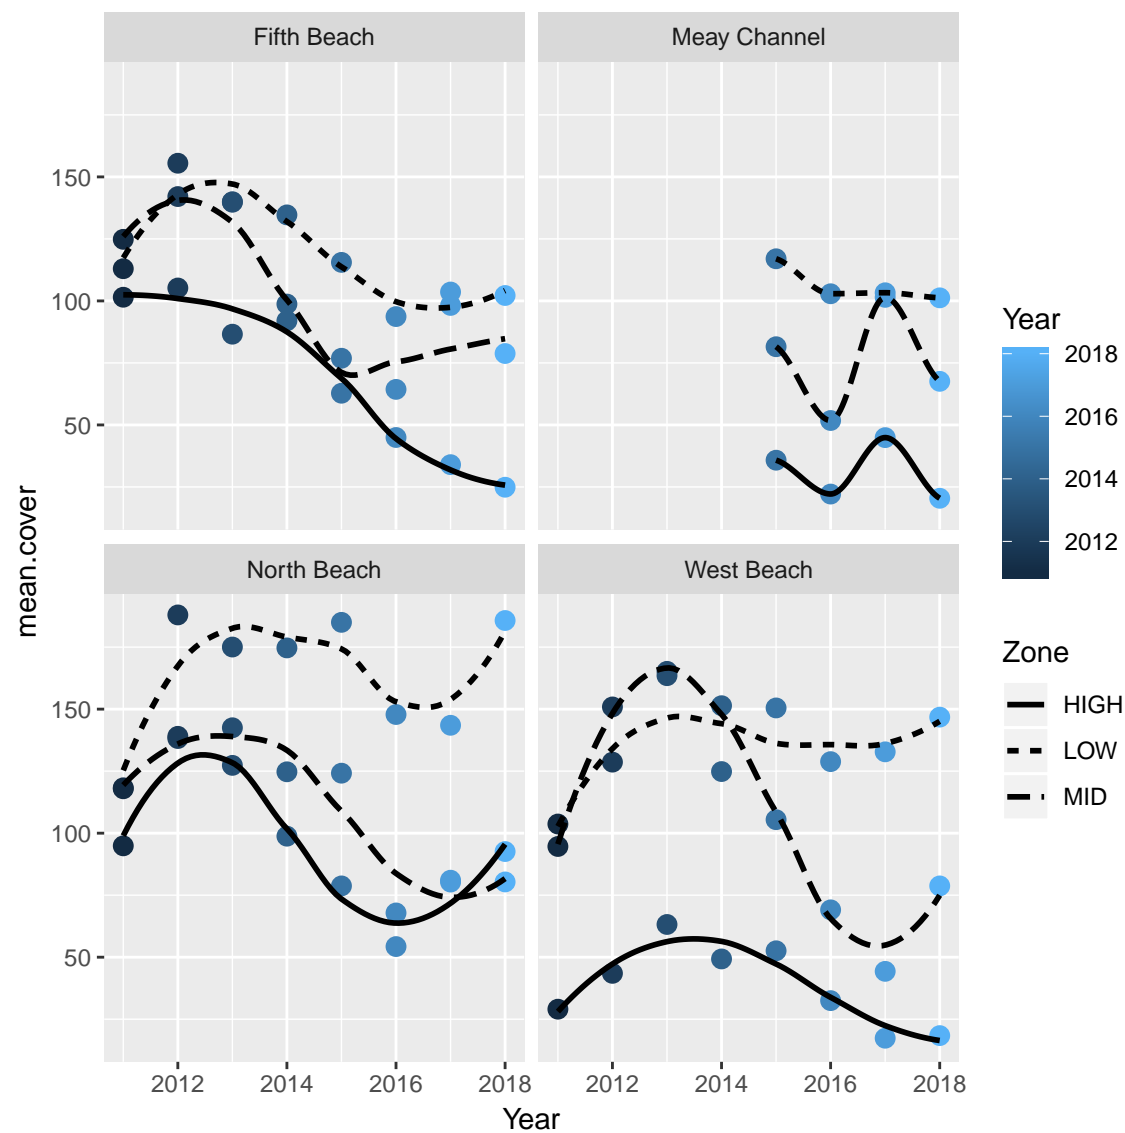 Fifth Beach
Meay Channel
150
100
50
mean.cover
North Beach
West Beach
150
100
50
2012
2014
2016
2018
2012
2014
2016
2018
Year
Year
2018
2016
2014
2012
Zone
HIGH
LOW
MID